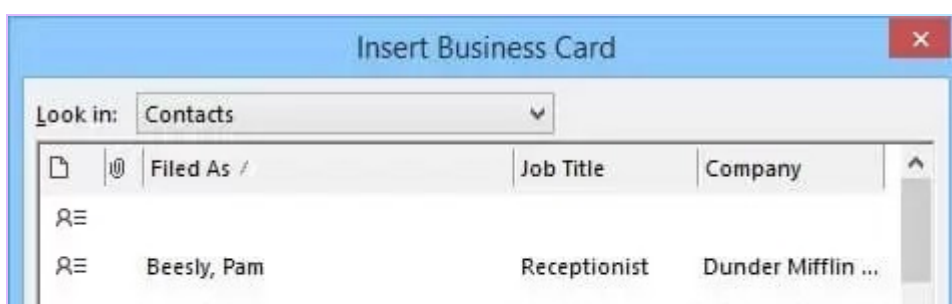 Insert Business Card
Look in: Contacts
Filed As Job Title Company
Beesly, Pam Receptionist Dunder Mifflin ...